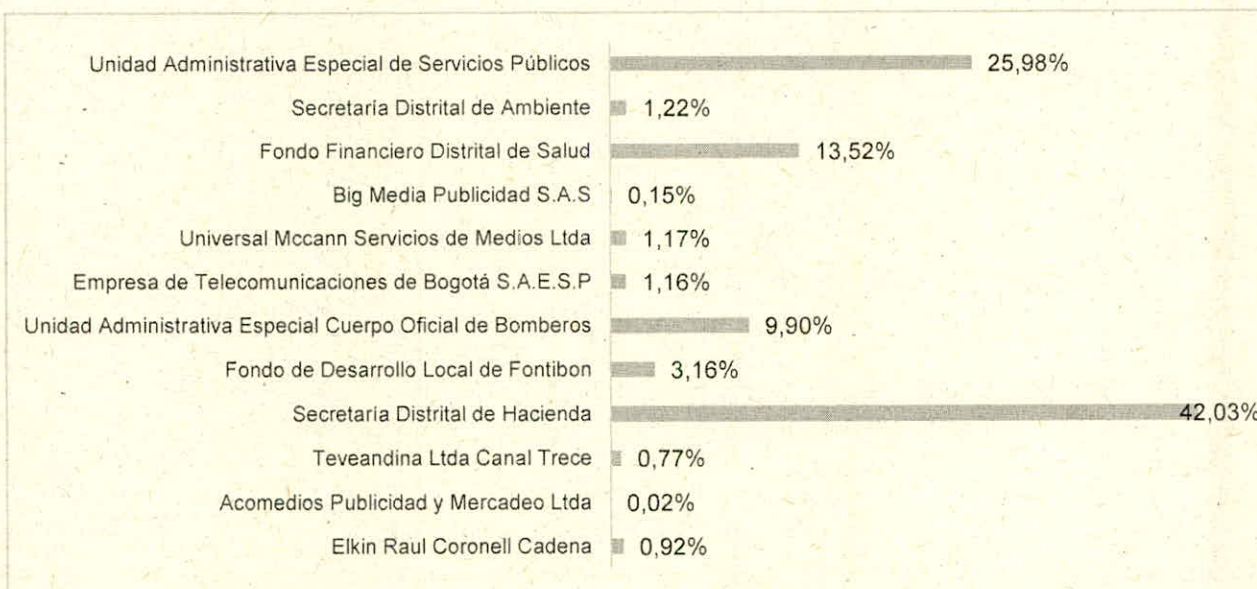 Unidad Administrativa Especial de Servicios Públicos 25,98%
Secretaría Distrital de Ambiente 1,22%
Fondo Financiero Distrital de Salud 13,52%
Big Media Publicidad S.A.S 0,15%
Universal Mccann Servicios de Medios Ltda 1,17%
Empresa de Telecomunicaciones de Bogotá S.A.E.S.P 1,16%
Unidad Administrativa Especial Cuerpo Oficial de Bomberos 9,90%
Fondo de Desarrollo Local de Fontibon 3,16%
Secretaría Distrital de Hacienda 42,03%
Teveandina Ltda Canal Trece 0,77%
Acomedios Publicidad y Mercadeo Ltda 0,02%
Elkin Raul Coronell Cadena 0,92%